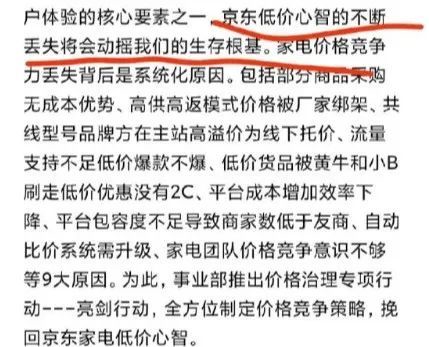 户体验的核心要素之一,京东低价心智的不断
丢失将会动摇我们的生存根基。家电价格竞争
力丢失背后是系统化原因。包括部分商品采购
无成本优势、高供高返模式价格被厂家绑架、共
线型号品牌方在主站高溢价为线下托价、流量
支持不足低价爆款不爆、低价货品被黄牛和小B
刷走低价优惠没有2C、平台成本增加效率下
降、平台包容度不足导致商家数低于友商、自动
比价系统需升级、家电团队价格竞争意识不够
等9大原因。为此，事业部推出价格治理专项行
动---亮剑行动，全方位制定价格竞争策略，挽
回京东家电低价心智。